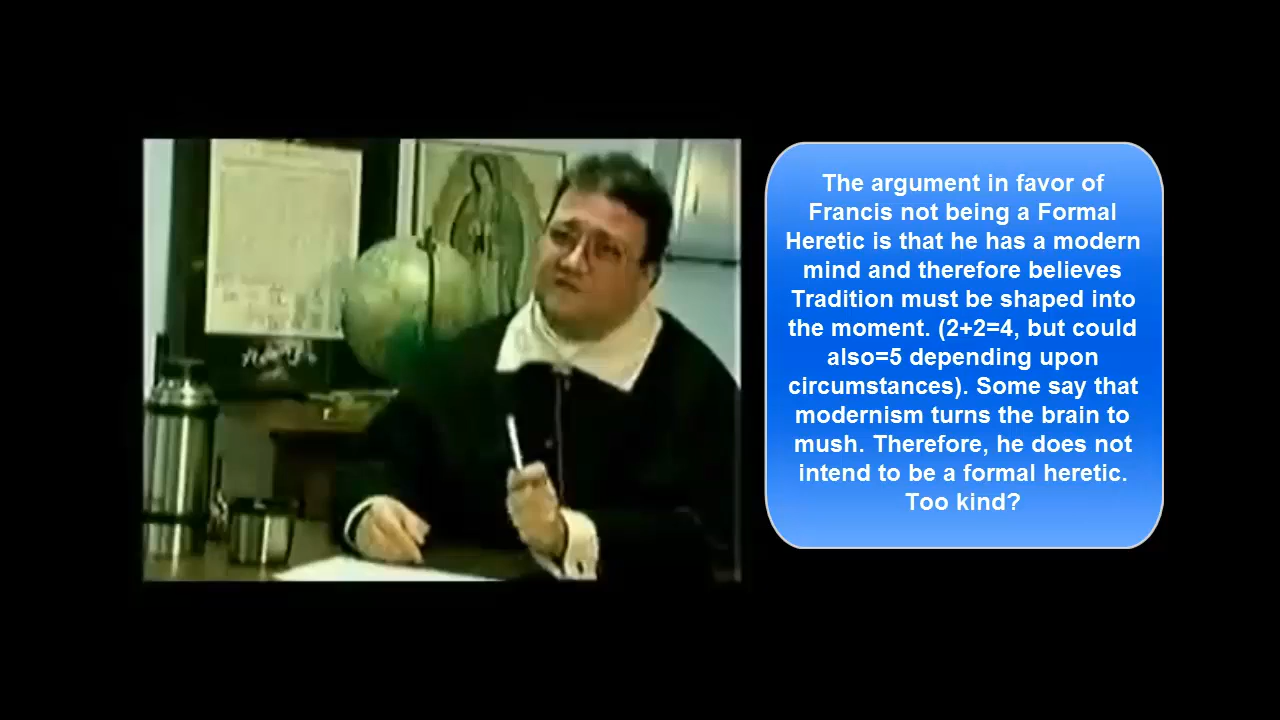 The argument in favor of
Francis not being a Formal
Heretic is that he has a modern
mind and therefore believes
Tradition must be shaped into
the moment. (2+2=4, but could
also=5 depending upon
circumstances). Some say that
modernism turns the brain to
mush. Therefore, he does not
intend to be a formal heretic.
Too kind?